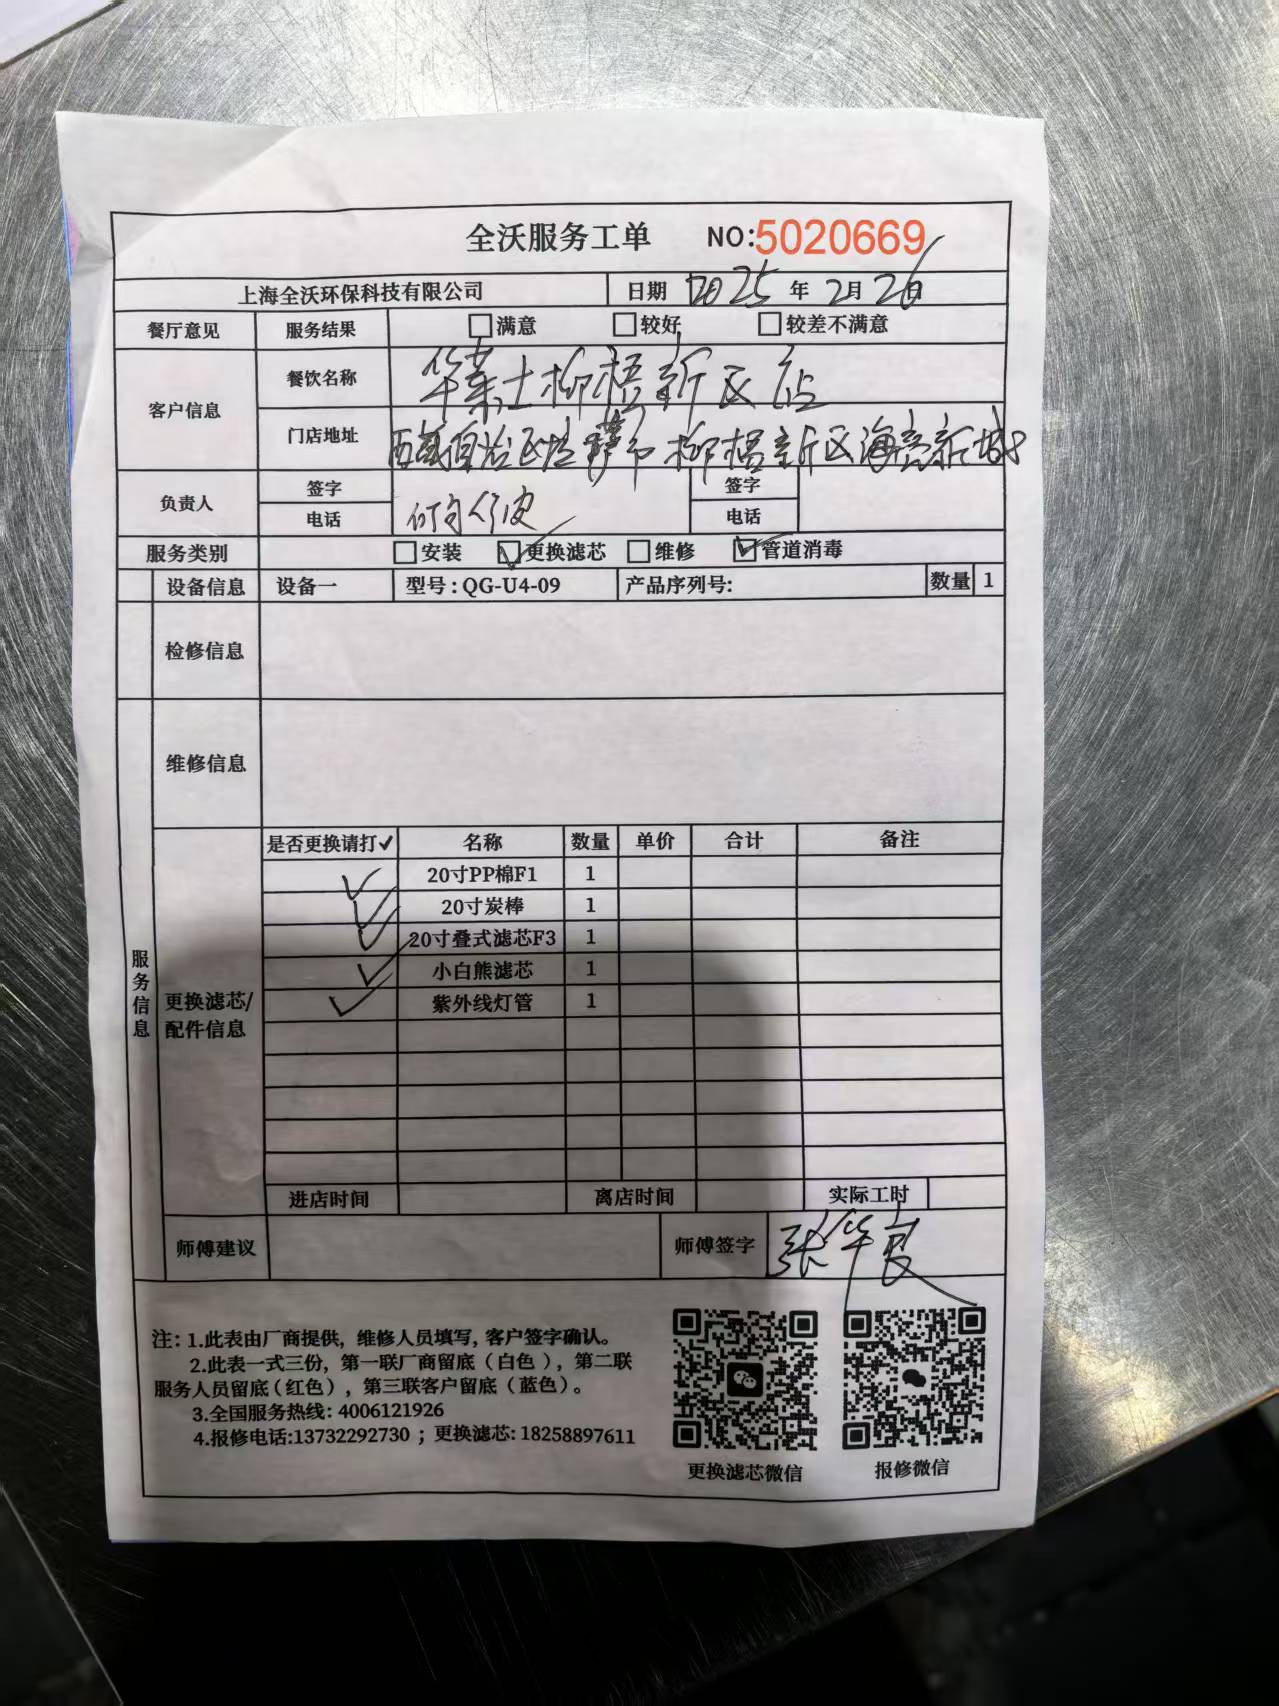 全沃服务工单 NO:5020669
上海全沃环保科技有限公司 日期 2025 年 2月 26日
餐厅意见 服务结果 □满意 □较好 □较差不满意
客户信息 餐饮名称 华莱士柳梧新区店
门店地址 西藏自治区拉萨市柳梧新区海亮新城
负责人 签字 签字
电话 电话
服务类别 □安装 ☑更换滤芯 □维修 ☑管道消毒
设备信息 设备一 型号:QG-U4-09 产品序列号: 数量 1
检修信息
维修信息
服务信息
更换滤芯/
配件信息
是否更换请打✓ 名称 数量 单价 合计 备注
✓ 20寸PP棉F1 1
✓ 20寸炭棒 1
✓ 20寸叠式滤芯F3 1
✓ 小白熊滤芯 1
✓ 紫外线灯管 1
进店时间 离店时间 实际工时
师傅建议 师傅签字 张华良
注:1.此表由厂商提供,维修人员填写,客户签字确认。
2.此表一式三份,第一联厂商留底(白色),第二联
服务人员留底(红色),第三联客户留底(蓝色)。
3.全国服务热线:4006121926
4.报修电话:13732292730 ;更换滤芯:18258897611
更换滤芯微信 报修微信